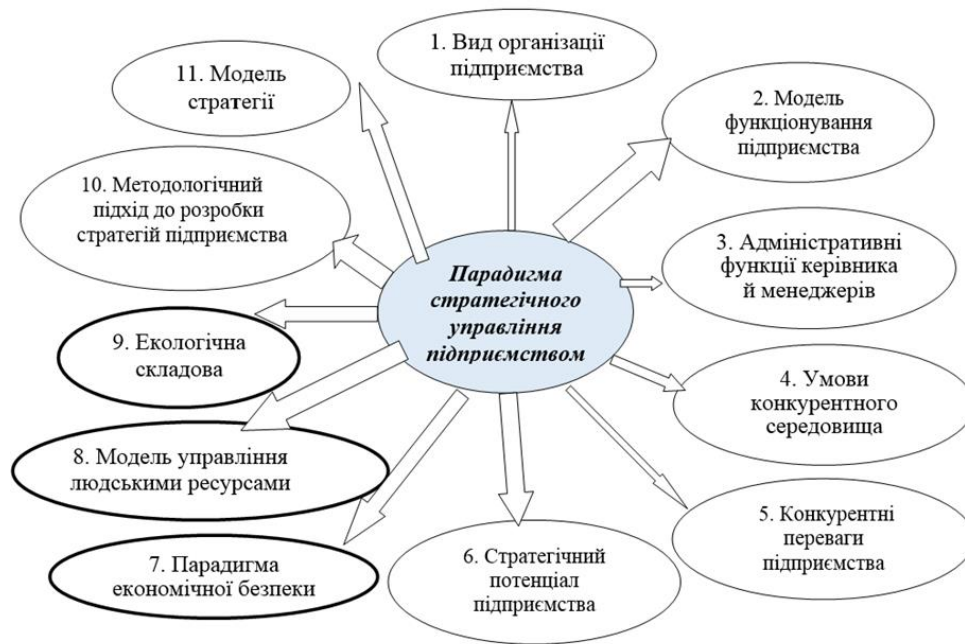 1. Вид організації
підприємства
2. Модель
функціонування
підприємства
3. Адміністративні
функції керівника
й менеджерів
4. Умови
конкурентного
середовища
5. Конкурентні
переваги
підприємства
6. Стратегічний
потенціал
підприємства
7. Парадигма
економічної безпеки
8. Модель управління
людськими ресурсами
9. Екологічна
складова
10. Методологічний
підхід до розробки
стратегій підприємства
11. Модель
стратегії
Парадигма
стратегічного
управління
підприємством